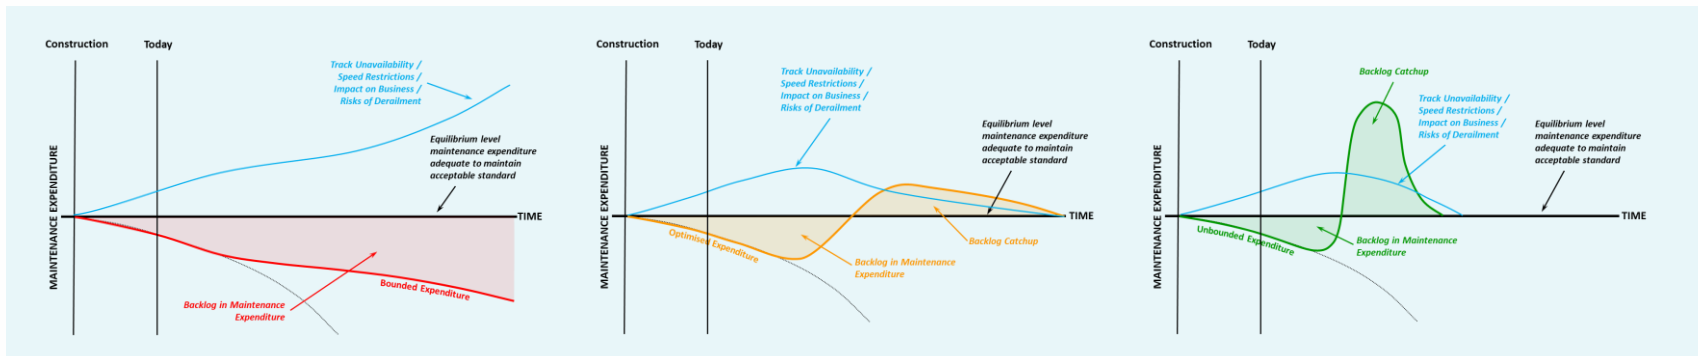 Construction
Today
Track Unavailability /
Speed Restrictions /
Impact on Business /
Risks of Derailment
Equilibrium level
maintenance expenditure
adequate to maintain
acceptable standard
MAINTENANCE EXPENDITURE
TIME
Bounded Expenditure
Backlog in Maintenance
Expenditure
Construction
Today
Track Unavailability /
Speed Restrictions /
Impact on Business /
Risks of Derailment
Equilibrium level
maintenance expenditure
adequate to maintain
acceptable standard
MAINTENANCE EXPENDITURE
TIME
Optimised Expenditure
Backlog Catchup
Backlog in Maintenance
Expenditure
Construction
Today
Backlog Catchup
Track Unavailability /
Speed Restrictions /
Impact on Business /
Risks of Derailment
Equilibrium level
maintenance expenditure
adequate to maintain
acceptable standard
MAINTENANCE EXPENDITURE
TIME
Unbounded Expenditure
Backlog in Maintenance
Expenditure